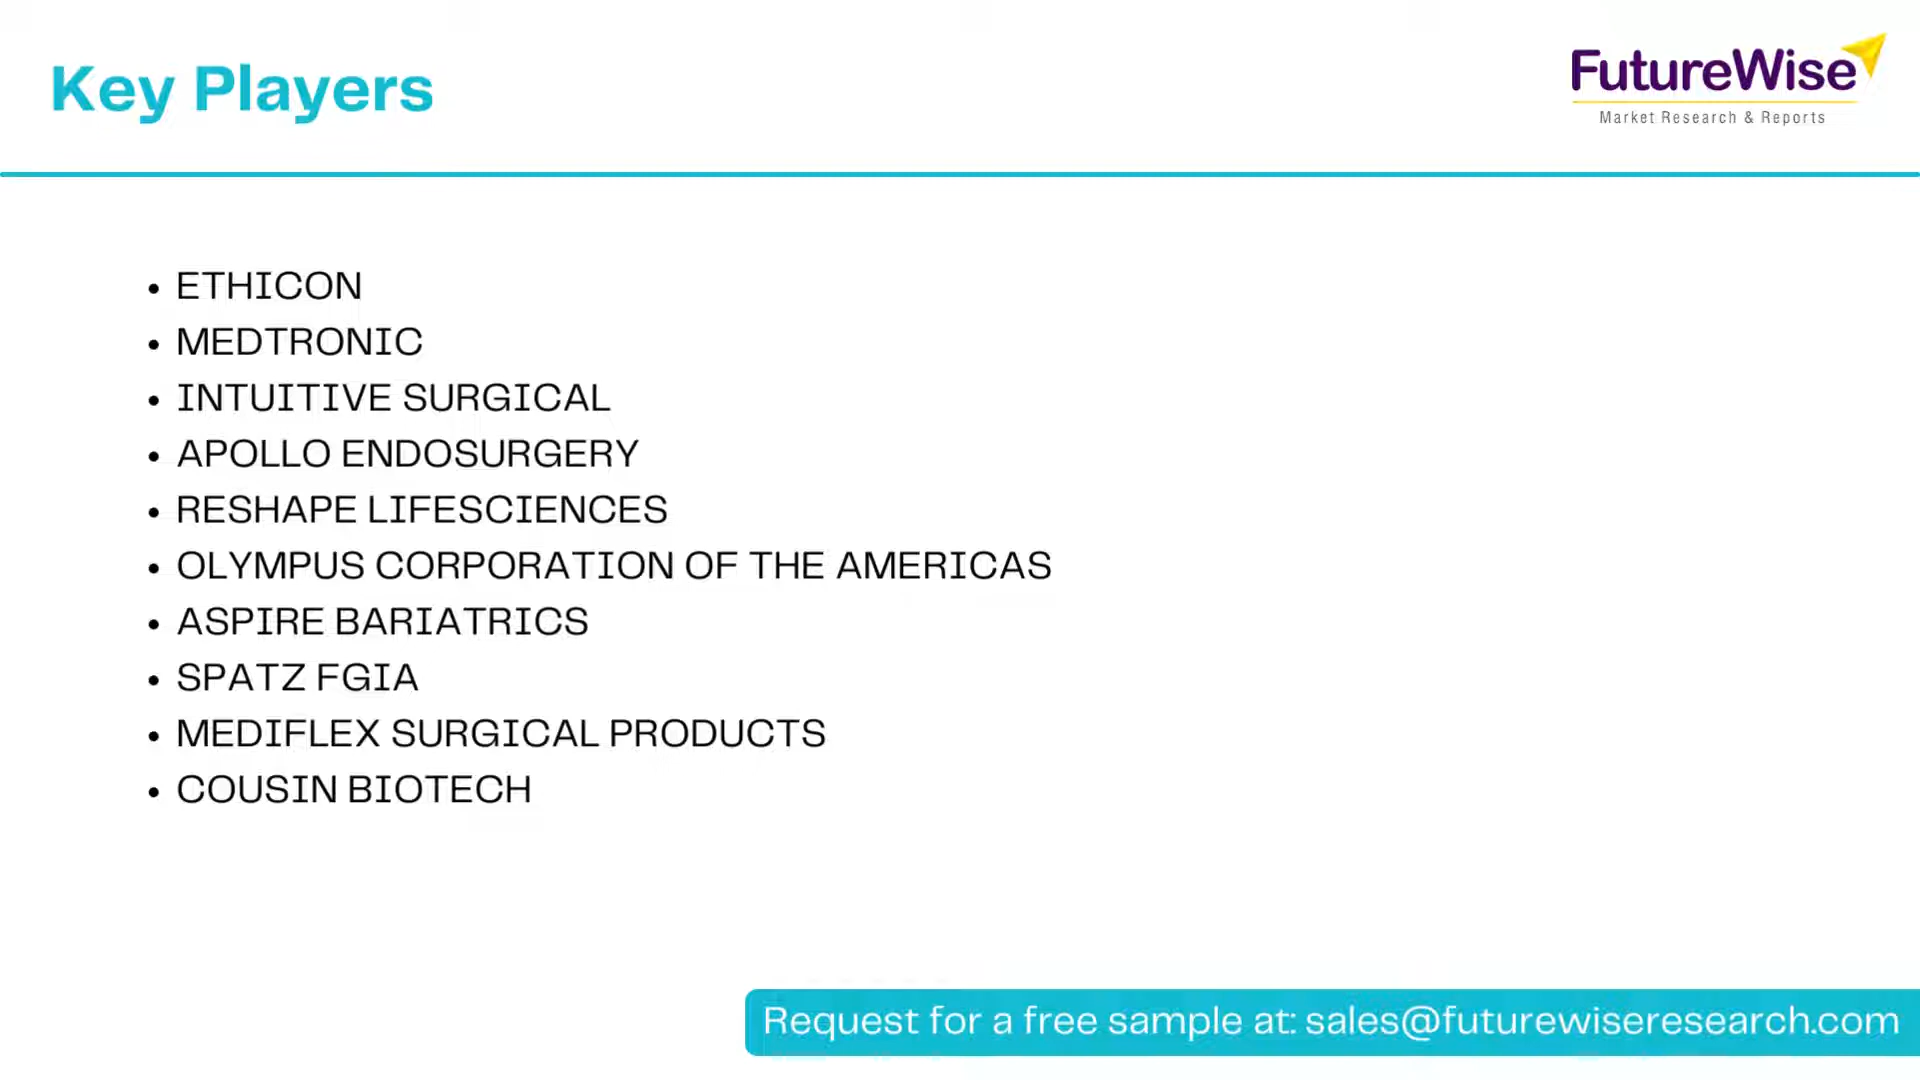 Key Players
FutureWise
Market Research & Reports
• ETHICON
• MEDTRONIC
• INTUITIVE SURGICAL
• APOLLO ENDOSURGERY
• RESHAPE LIFESCIENCES
• OLYMPUS CORPORATION OF THE AMERICAS
• ASPIRE BARIATRICS
• SPATZ FGIA
• MEDIFLEX SURGICAL PRODUCTS
• COUSIN BIOTECH
Request for a free sample at: sales@futurewiseresearch.com